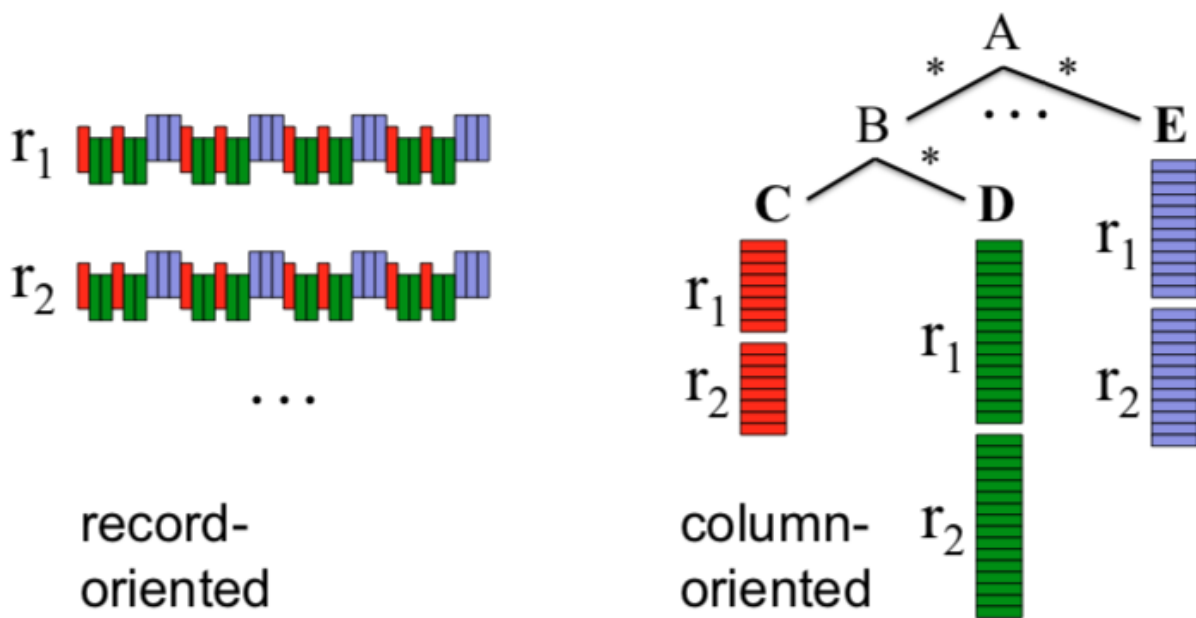 r1
r2
...
record-
oriented
A
* *
B ... E
*
C D
r1
r1
r1
r2
r2
r2
column-
oriented